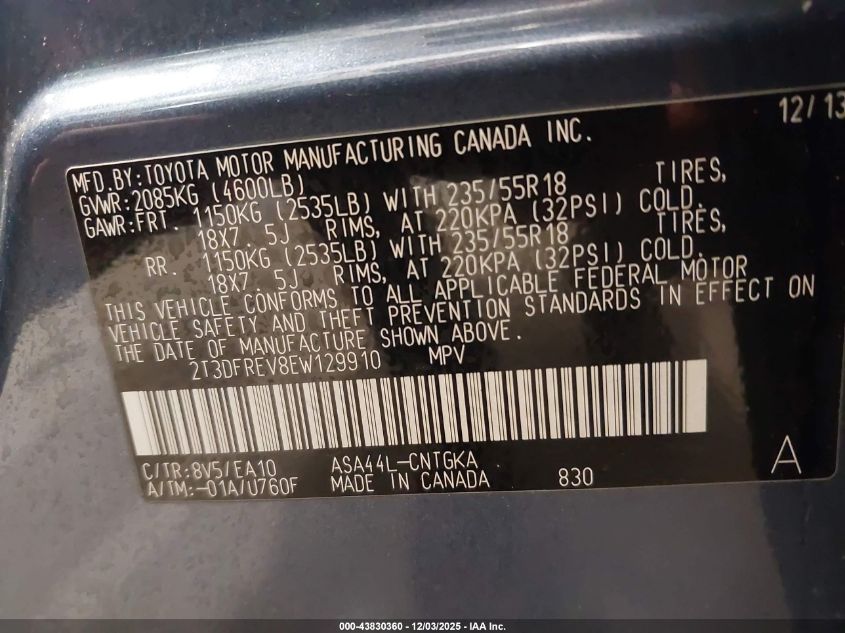 12/13
MFD.BY:TOYOTA MOTOR MANUFACTURING CANADA INC.
GVWR:2085KG (4600LB)
GAWR:FRT. 1150KG (2535LB) WITH 235/55R18 TIRES,
18X7. 5J RIMS, AT 220KPA (32PSI) COLD.
RR. 1150KG (2535LB) WITH 235/55R18 TIRES,
18X7. 5J RIMS, AT 220KPA (32PSI) COLD.
THIS VEHICLE CONFORMS TO ALL APPLICABLE FEDERAL MOTOR
VEHICLE SAFETY AND THEFT PREVENTION STANDARDS IN EFFECT ON
THE DATE OF MANUFACTURE SHOWN ABOVE.
2T3DFREV8EW129910 MPV
C/TR:8V5/EA10 ASA44L-CNTGKA
A/TM:-01A/U760F MADE IN CANADA 830 A
000-43830360 - 12/03/2025 - IAA Inc.